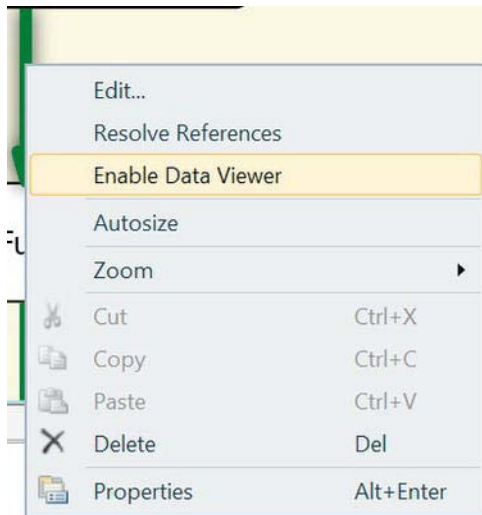 Edit...
Resolve References
Enable Data Viewer
Autosize
Fu
Zoom
Cut Ctrl+X
Copy Ctrl+C
Paste Ctrl+V
Delete Del
Properties Alt+Enter